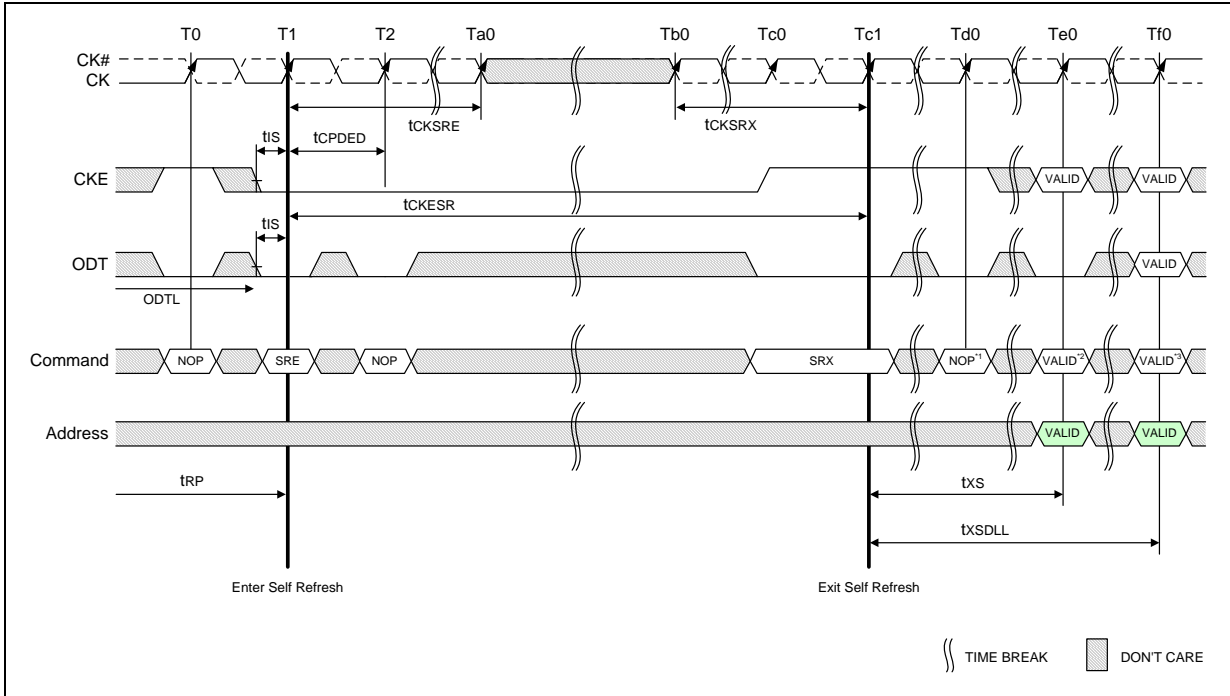 T0 T1 T2 Ta0 Tb0 Tc0 Tc1 Td0 Te0 Tf0
CK#
CK
tCKSRE tCKSRX
tIS tCPDED
CKE VALID VALID
tCKESR
tIS
ODT VALID
ODTL
Command NOP SRE NOP SRX NOP*1 VALID*2 VALID*3
Address VALID VALID
tRP tXS
tXSDLL
Enter Self Refresh Exit Self Refresh
TIME BREAK DON'T CARE